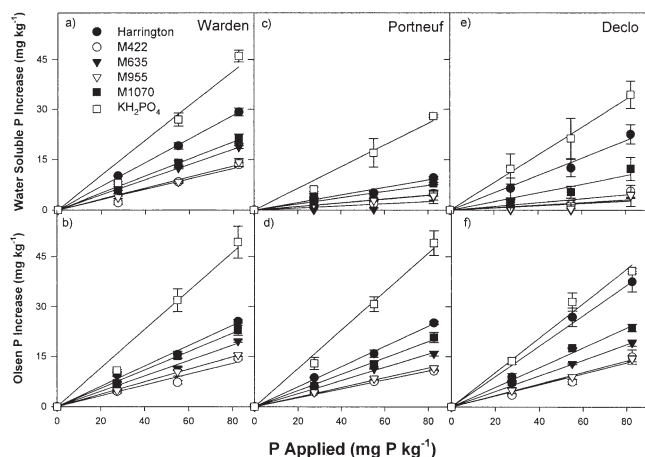 a) Warden
c) Portneuf
e) Declo
Harrington
M422
M635
M955
M1070
KH2PO4
Water Soluble P Increase (mg kg-1)
45
30
15
0
b)
d)
f)
Olsen P Increase (mg kg-1)
45
30
15
0
0 20 40 60 80 0 20 40 60 80 0 20 40 60 80
P Applied (mg P kg-1)